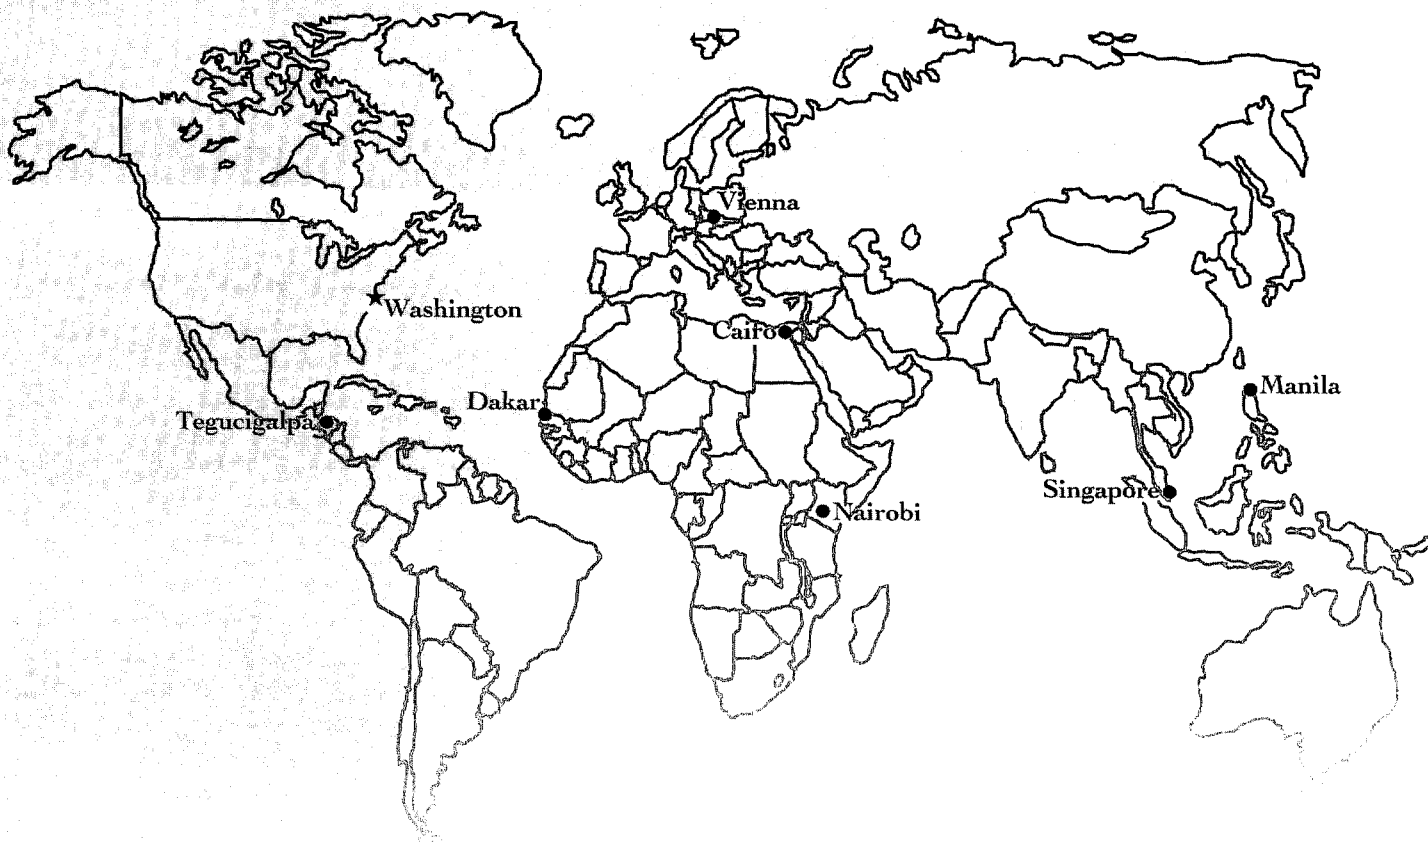 Vienna
Washington
Cairo
Manila
Dakar
Tegucigalpa
Singapore
Nairobi